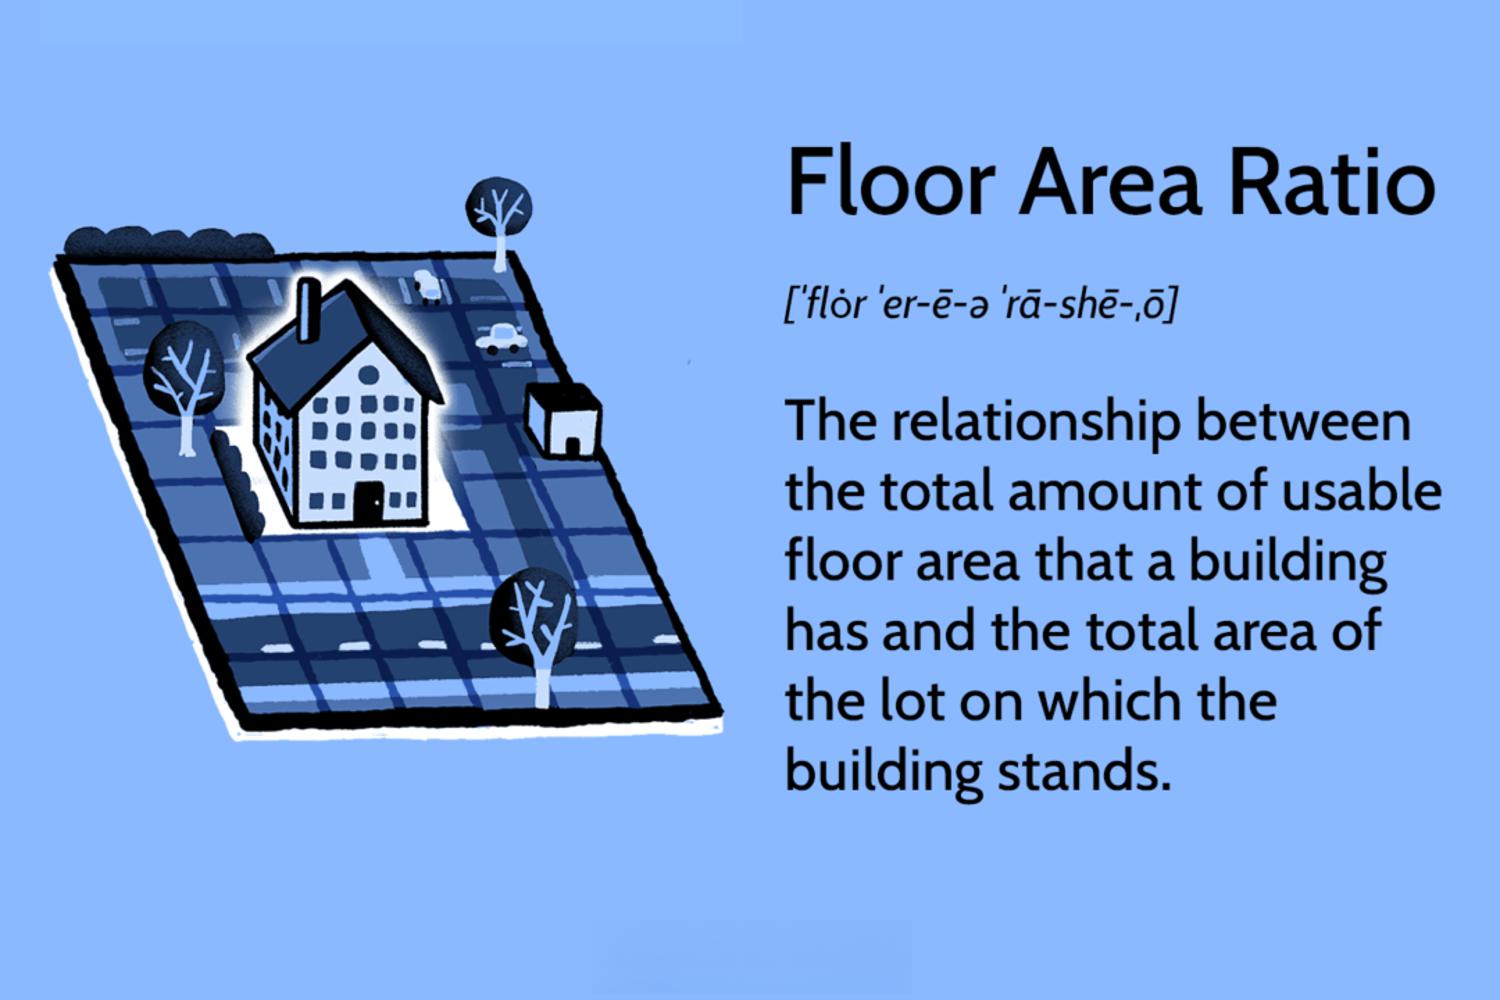 Floor Area Ratio
[ˈflȯr ˈer-ē-ə ˈrā-shē-ˌō]
The relationship between
the total amount of usable
floor area that a building
has and the total area of
the lot on which the
building stands.